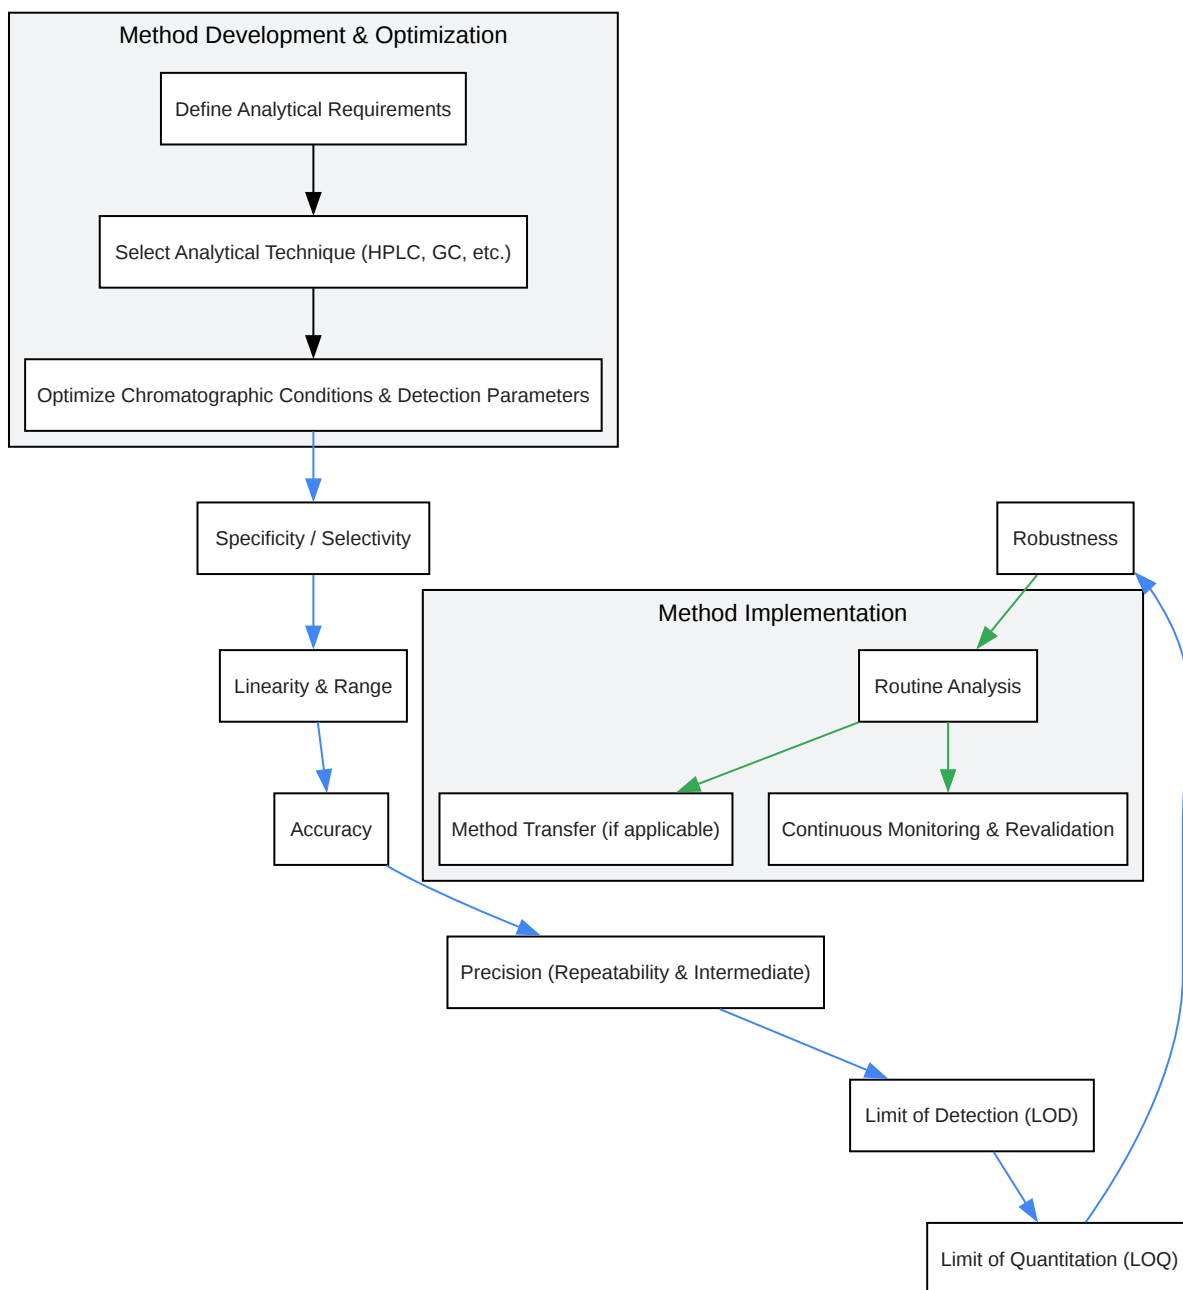 Method Development & Optimization
Define Analytical Requirements
Select Analytical Technique (HPLC, GC, etc.)
Optimize Chromatographic Conditions & Detection Parameters
Specificity / Selectivity
Robustness
Method Implementation
Linearity & Range
Routine Analysis
Accuracy
Method Transfer (if applicable)
Continuous Monitoring & Revalidation
Precision (Repeatability & Intermediate)
Limit of Detection (LOD)
Limit of Quantitation (LOQ)